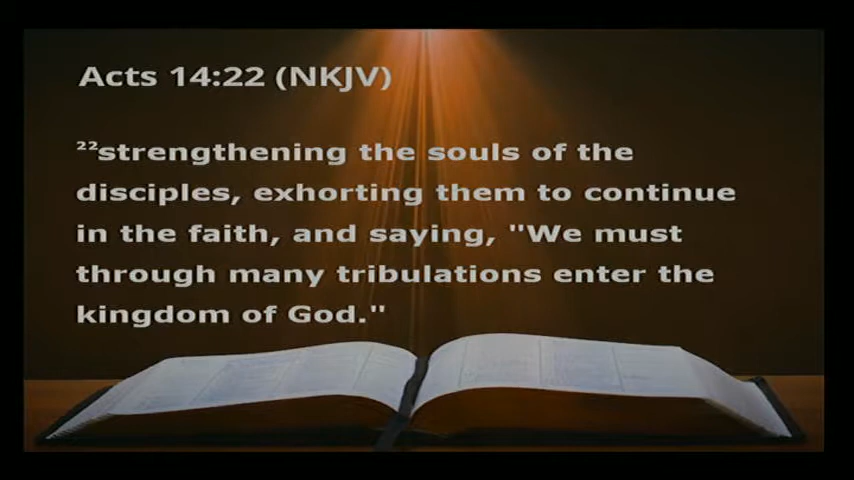 Acts 14:22 (NKJV)
²²strengthening the souls of the
disciples, exhorting them to continue
in the faith, and saying, "We must
through many tribulations enter the
kingdom of God."